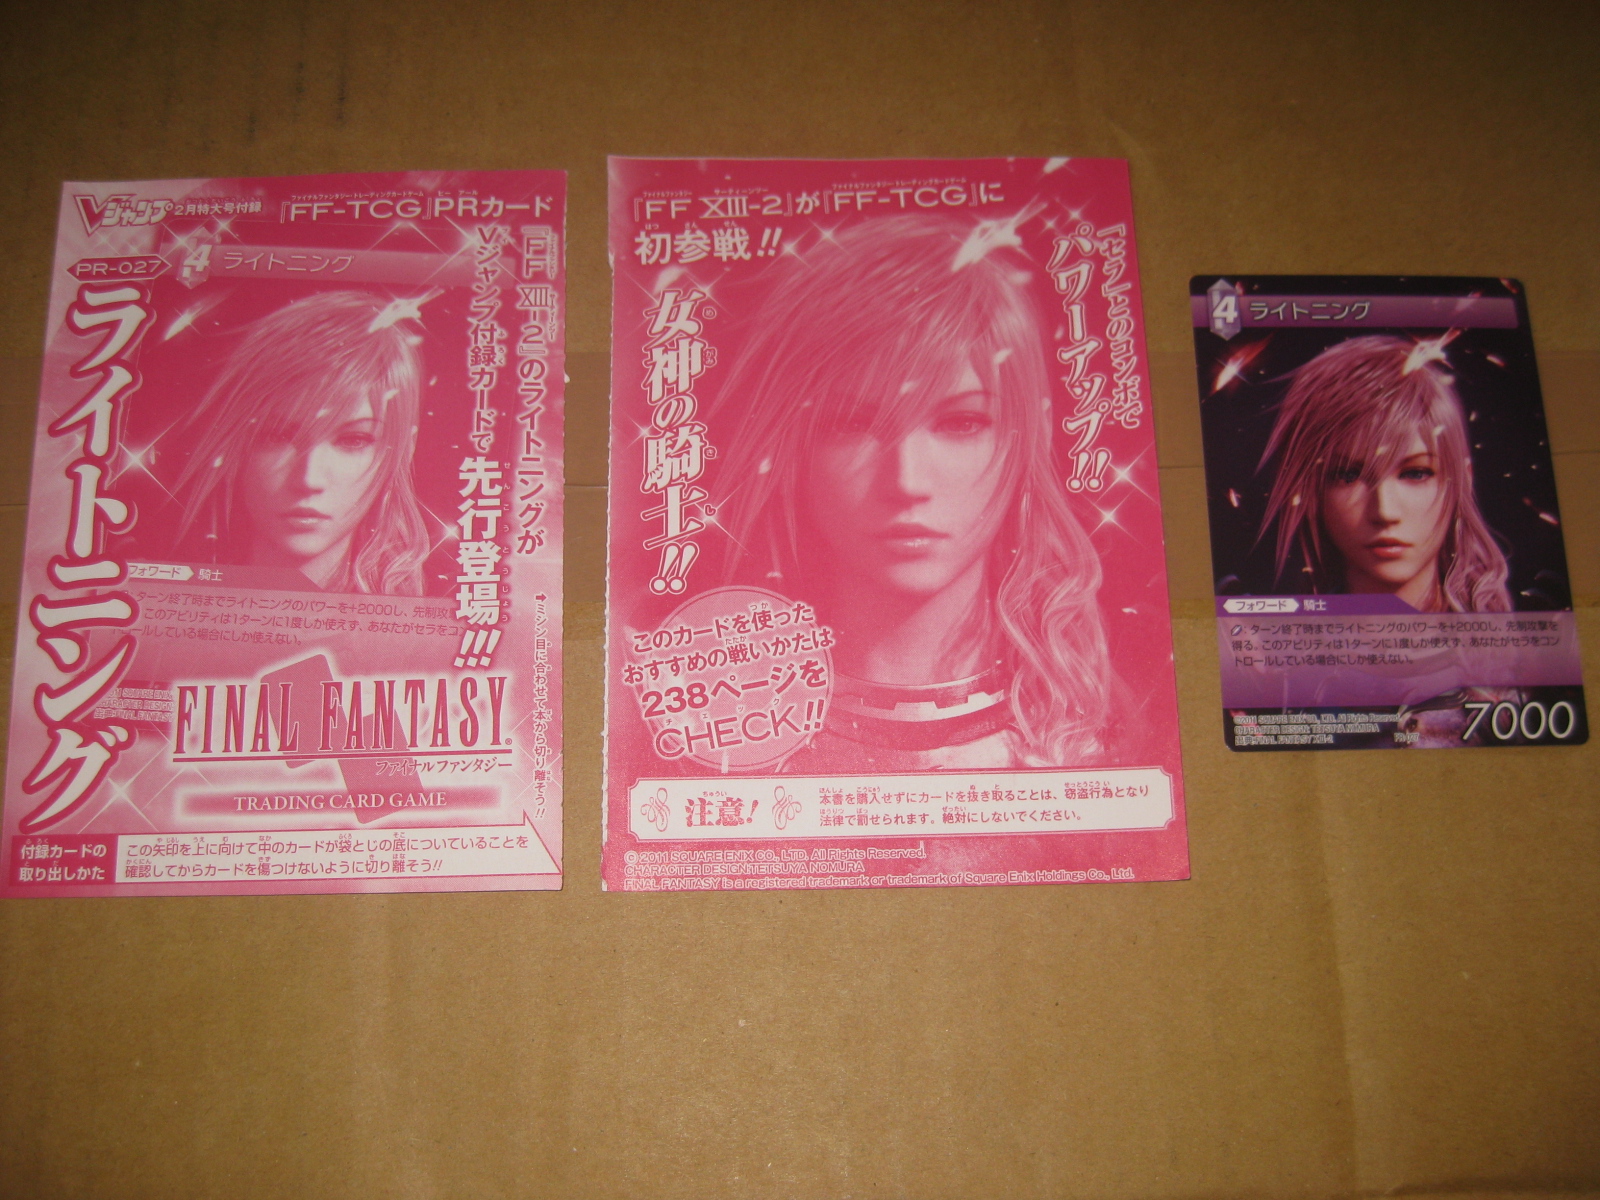 Vジャンプ 2月特大号付録
『FF-TCG』PRカード
PR-027
4 ライトニング
ライトニング
『FF XIII-2』のライトニングが
Vジャンプ付録カードで
先行登場!!!
➡ミシン目に合わせて本から切り離そう!!
フォワード 騎士
:ターン終了時までライトニングのパワーを+2000し、先制攻撃
。このアビリティは1ターンに1度しか使えず、あなたがセラをコン
ロールしている場合にしか使えない。
FINAL FANTASY®
ファイナルファンタジー
TRADING CARD GAME
付録カードの
取り出しかた
この矢印を上に向けて中のカードが袋とじの底についていることを
確認してからカードを傷つけないように切り離そう!!
『FF XIII-2』が『FF-TCG』に
初参戦!!
『セラ』とのコンボで
パワーアップ!!
女神の騎士!!
このカードを使った
おすすめの戦いかたは
238ページを
CHECK!!
注意!
本書を購入せずにカードを抜き取ることは、窃盗行為となり
法律で罰せられます。絶対にしないでください。
© 2011 SQUARE ENIX CO., LTD. All Rights Reserved.
CHARACTER DESIGN:TETSUYA NOMURA
FINAL FANTASY is a registered trademark or trademark of Square Enix Holdings Co., Ltd.
4 ライトニング
フォワード 騎士
:ターン終了時までライトニングのパワーを+2000し、先制攻撃を
得る。このアビリティは1ターンに1度しか使えず、あなたがセラをコン
トロールしている場合にしか使えない。
©2011 SQUARE ENIX CO., LTD. All Rights Reserved.
CHARACTER DESIGN: TETSUYA NOMURA
出典:FINAL FANTASY XIII-2
PR-027
7000